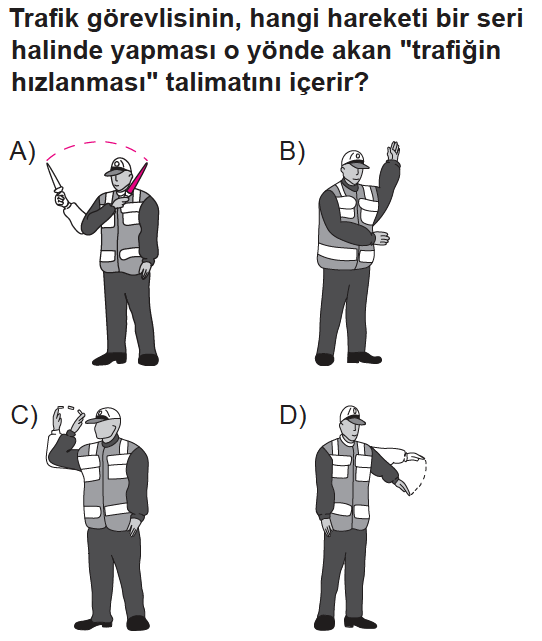 Trafik görevlisinin, hangi hareketi bir seri
halinde yapması o yönde akan "trafiğin
hızlanması" talimatını içerir?
A)
B)
C)
D)